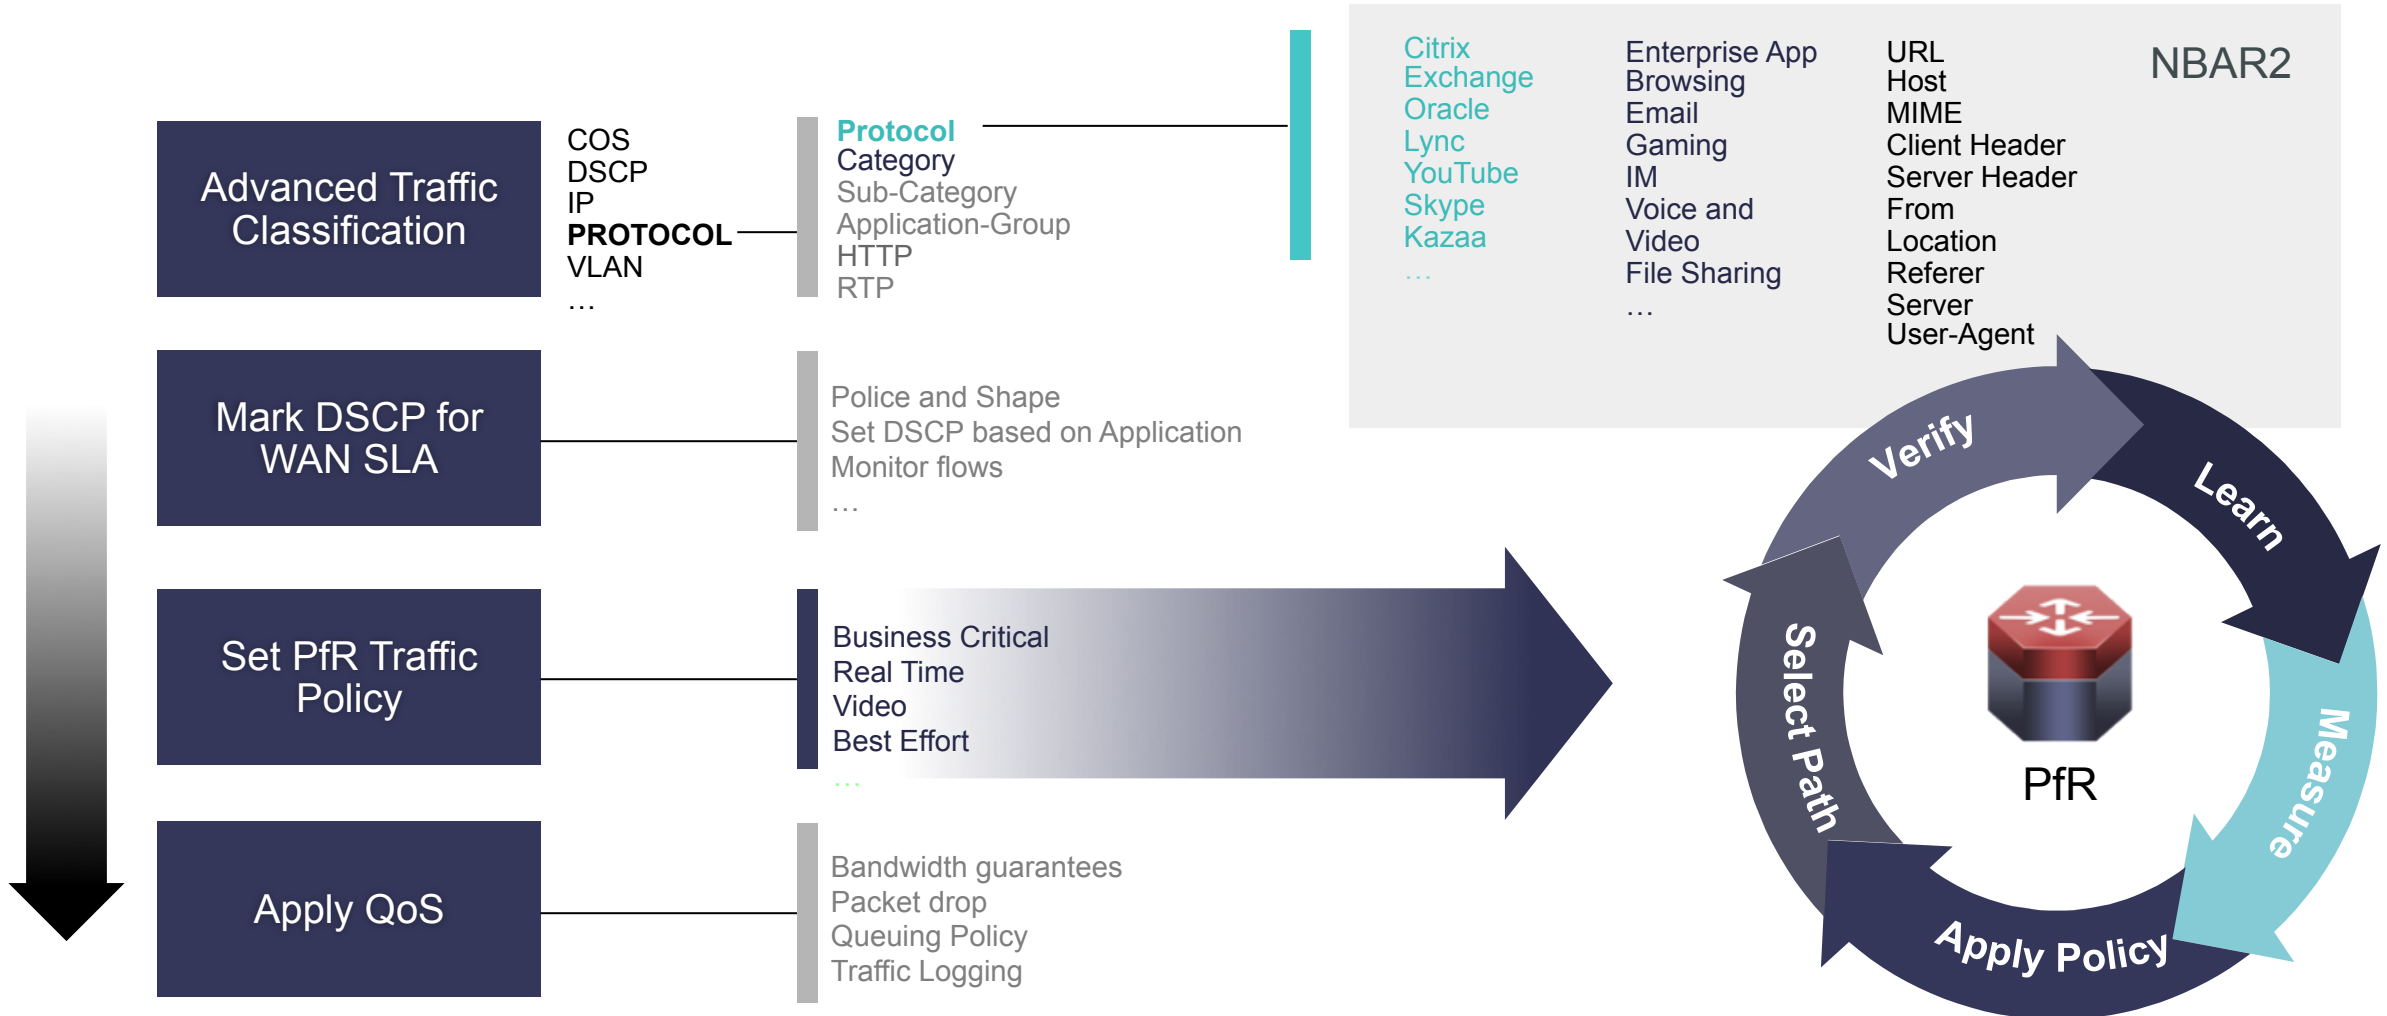 Advanced Traffic
Classification
COS
DSCP
IP
PROTOCOL
VLAN
…
Protocol
Category
Sub-Category
Application-Group
HTTP
RTP
Citrix
Exchange
Oracle
Lync
YouTube
Skype
Kazaa
…
Enterprise App
Browsing
Email
Gaming
IM
Voice and
Video
File Sharing
…
URL
Host
MIME
Client Header
Server Header
From
Location
Referer
Server
User-Agent
NBAR2
Mark DSCP for
WAN SLA
Police and Shape
Set DSCP based on Application
Monitor flows
…
Set PfR Traffic
Policy
Business Critical
Real Time
Video
Best Effort
…
Apply QoS
Bandwidth guarantees
Packet drop
Queuing Policy
Traffic Logging
Verify
Learn
Measure
Apply Policy
Select Path
PfR